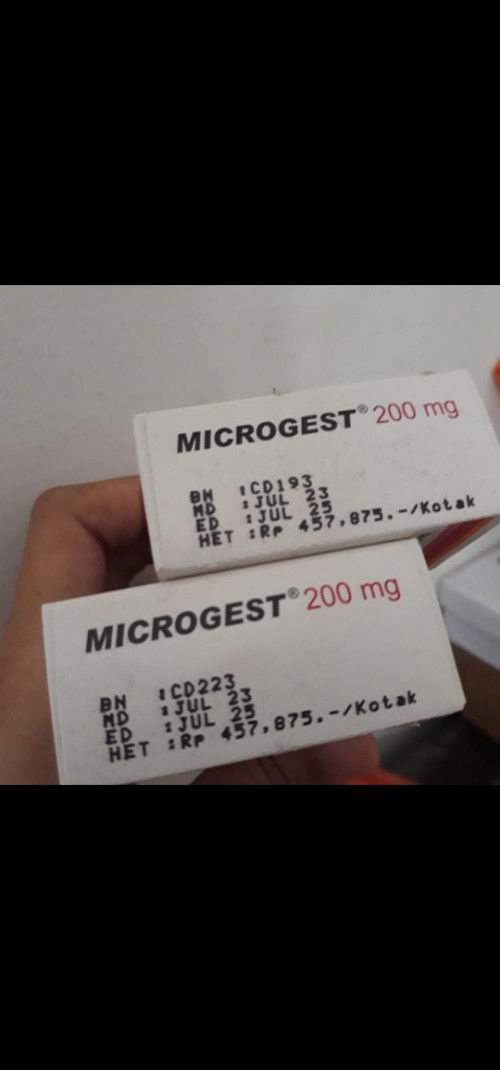 MICROGEST® 200 mg
BN : CD193
MD : JUL 23
ED : JUL 25
HET : Rp 457,875.-/Kotak
MICROGEST® 200 mg
BN : CD223
MD : JUL 23
ED : JUL 25
HET : Rp 457,875.-/Kotak